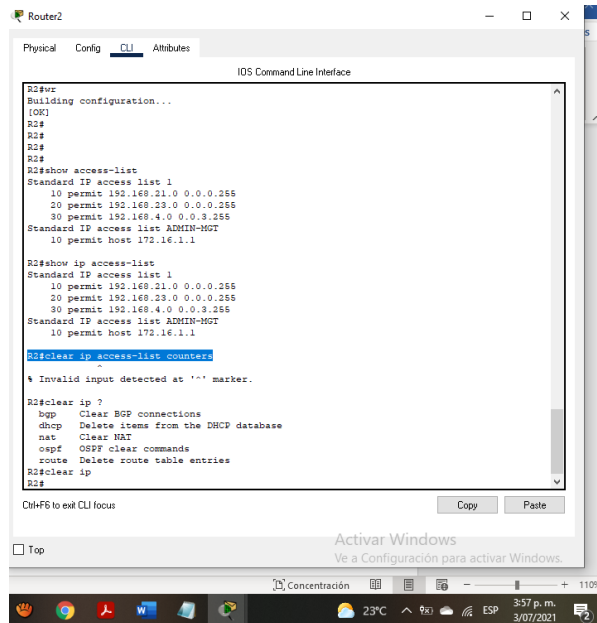 Router2
Physical Config CLI Attributes
IOS Command Line Interface
R2#wr
Building configuration...
[OK]
R2#
R2#
R2#
R2#
R2#show access-list
Standard IP access list 1
10 permit 192.168.21.0 0.0.0.255
20 permit 192.168.23.0 0.0.0.255
30 permit 192.168.4.0 0.0.3.255
Standard IP access list ADMIN-MGT
10 permit host 172.16.1.1
R2#show ip access-list
Standard IP access list 1
10 permit 192.168.21.0 0.0.0.255
20 permit 192.168.23.0 0.0.0.255
30 permit 192.168.4.0 0.0.3.255
Standard IP access list ADMIN-MGT
10 permit host 172.16.1.1
R2#clear ip access-list counters
^
% Invalid input detected at '^' marker.
R2#clear ip ?
bgp Clear BGP connections
dhcp Delete items from the DHCP database
nat Clear NAT
ospf OSPF clear commands
route Delete route table entries
R2#clear ip
R2#
Ctrl+F6 to exit CLI focus
Copy Paste
Top
Activar Windows
Ve a Configuración para activar Windows.
Concentración
110%
23°C
ESP
3:57 p. m.
3/07/2021
2